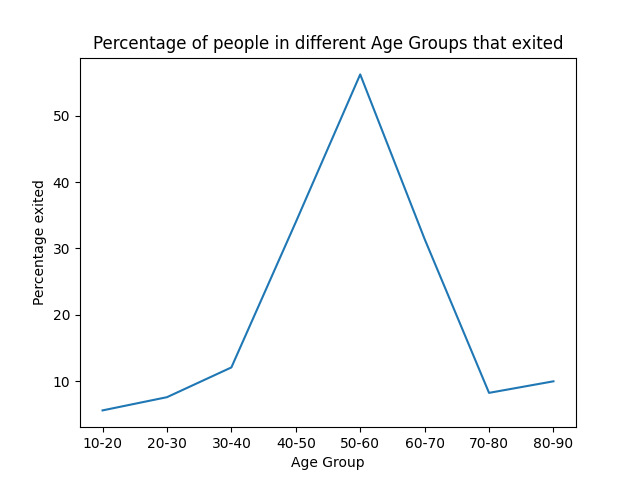 Percentage of people in different Age Groups that exited
Percentage exited
50
40
30
20
10
10-20 20-30 30-40 40-50 50-60 60-70 70-80 80-90
Age Group